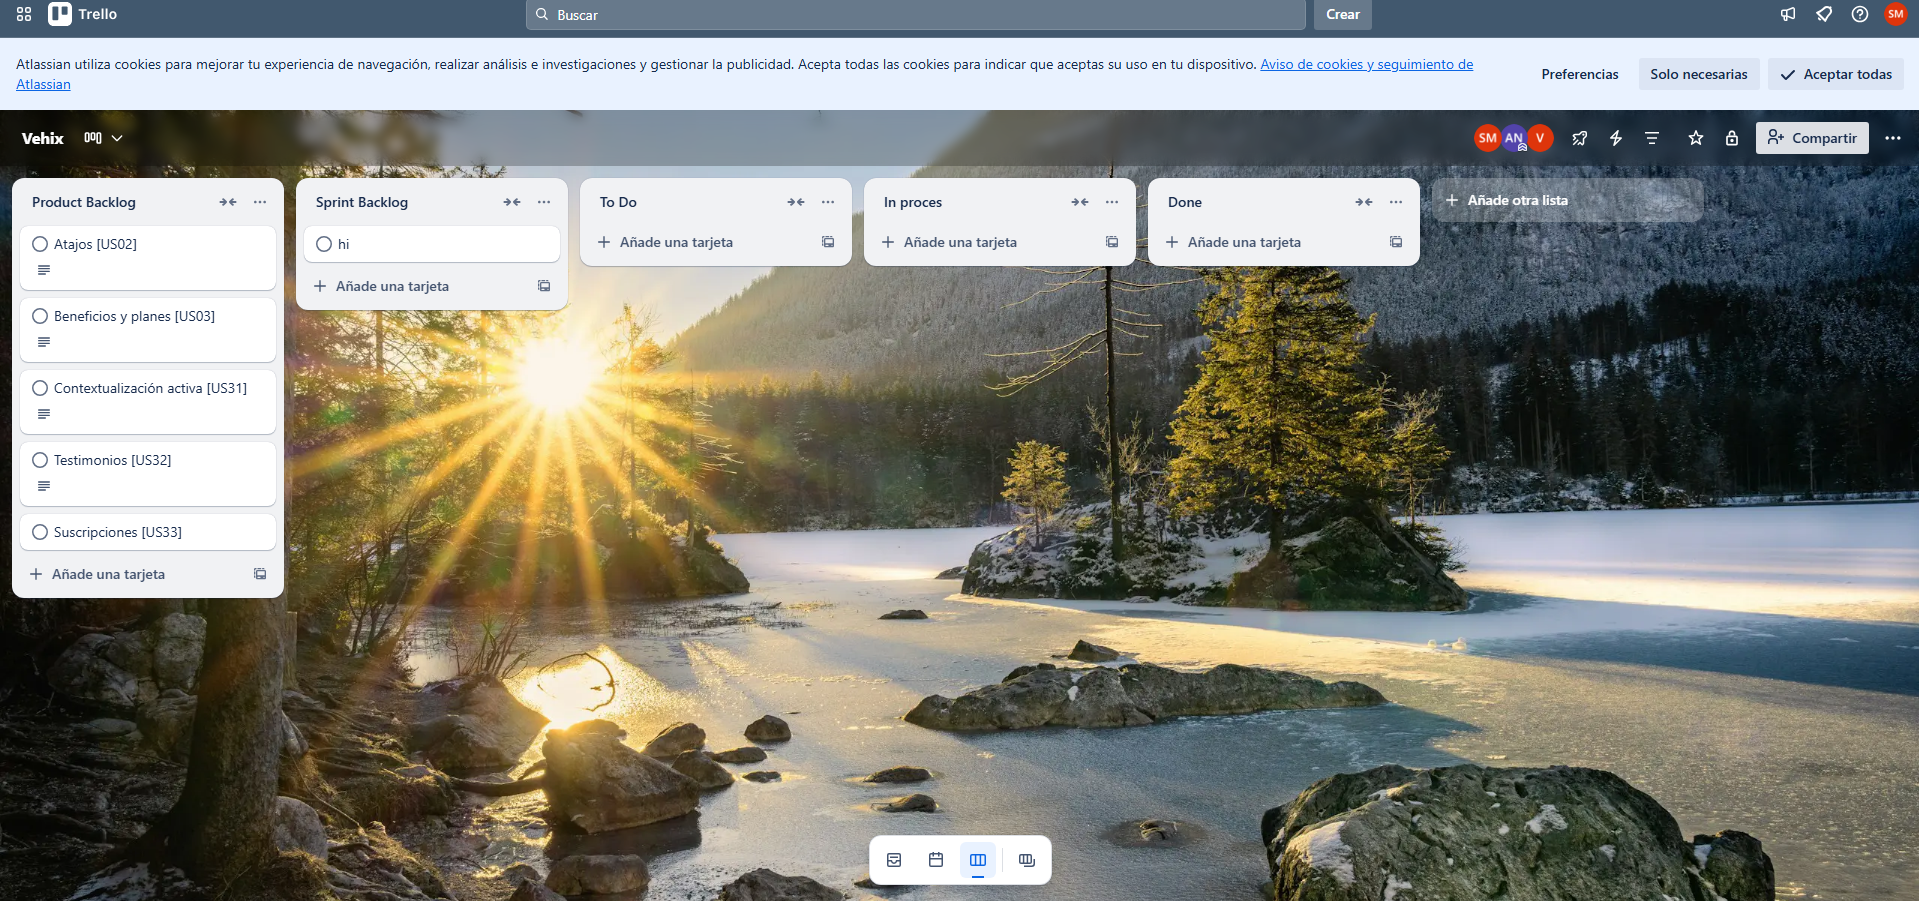 Trello
Buscar
Crear
SM
Atlassian utiliza cookies para mejorar tu experiencia de navegación, realizar análisis e investigaciones y gestionar la publicidad. Acepta todas las cookies para indicar que aceptas su uso en tu dispositivo. Aviso de cookies y seguimiento de
Atlassian
Preferencias
Solo necesarias
Aceptar todas
Vehix
SM
AN
V
Compartir
Product Backlog
Atajos [US02]
Beneficios y planes [US03]
Contextualización activa [US31]
Testimonios [US32]
Suscripciones [US33]
Añade una tarjeta
Sprint Backlog
hi
Añade una tarjeta
To Do
Añade una tarjeta
In proces
Añade una tarjeta
Done
Añade una tarjeta
Añade otra lista